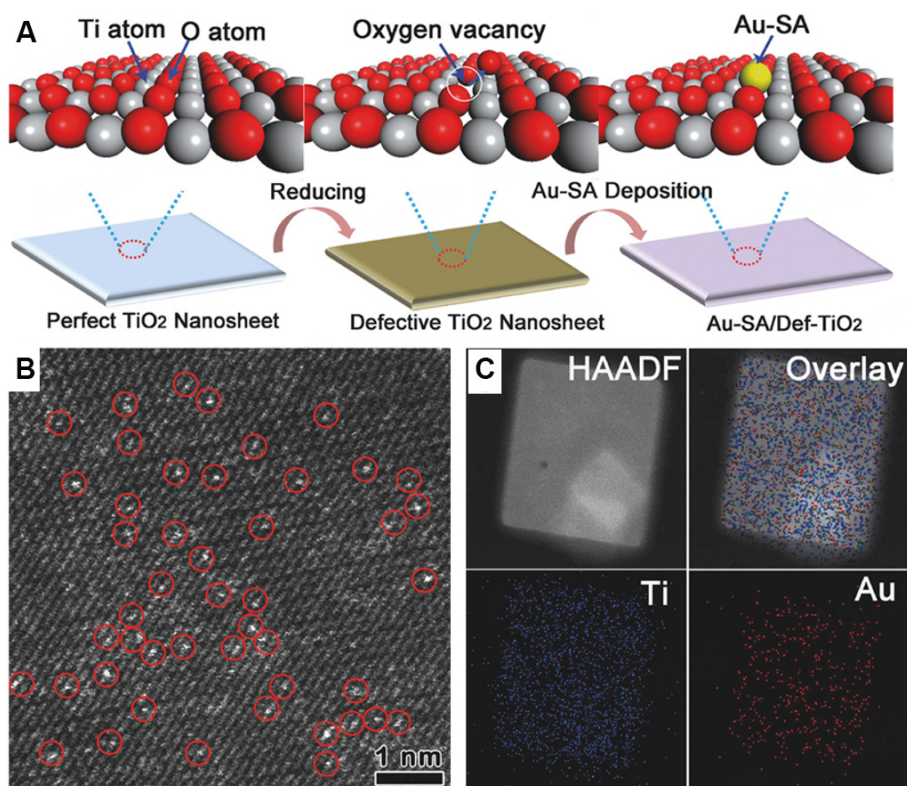 A
Ti atom
O atom
Oxygen vacancy
Au-SA
Reducing
Au-SA Deposition
Perfect TiO₂ Nanosheet
Defective TiO₂ Nanosheet
Au-SA/Def-TiO₂
B
1 nm
C
HAADF
Overlay
Ti
Au